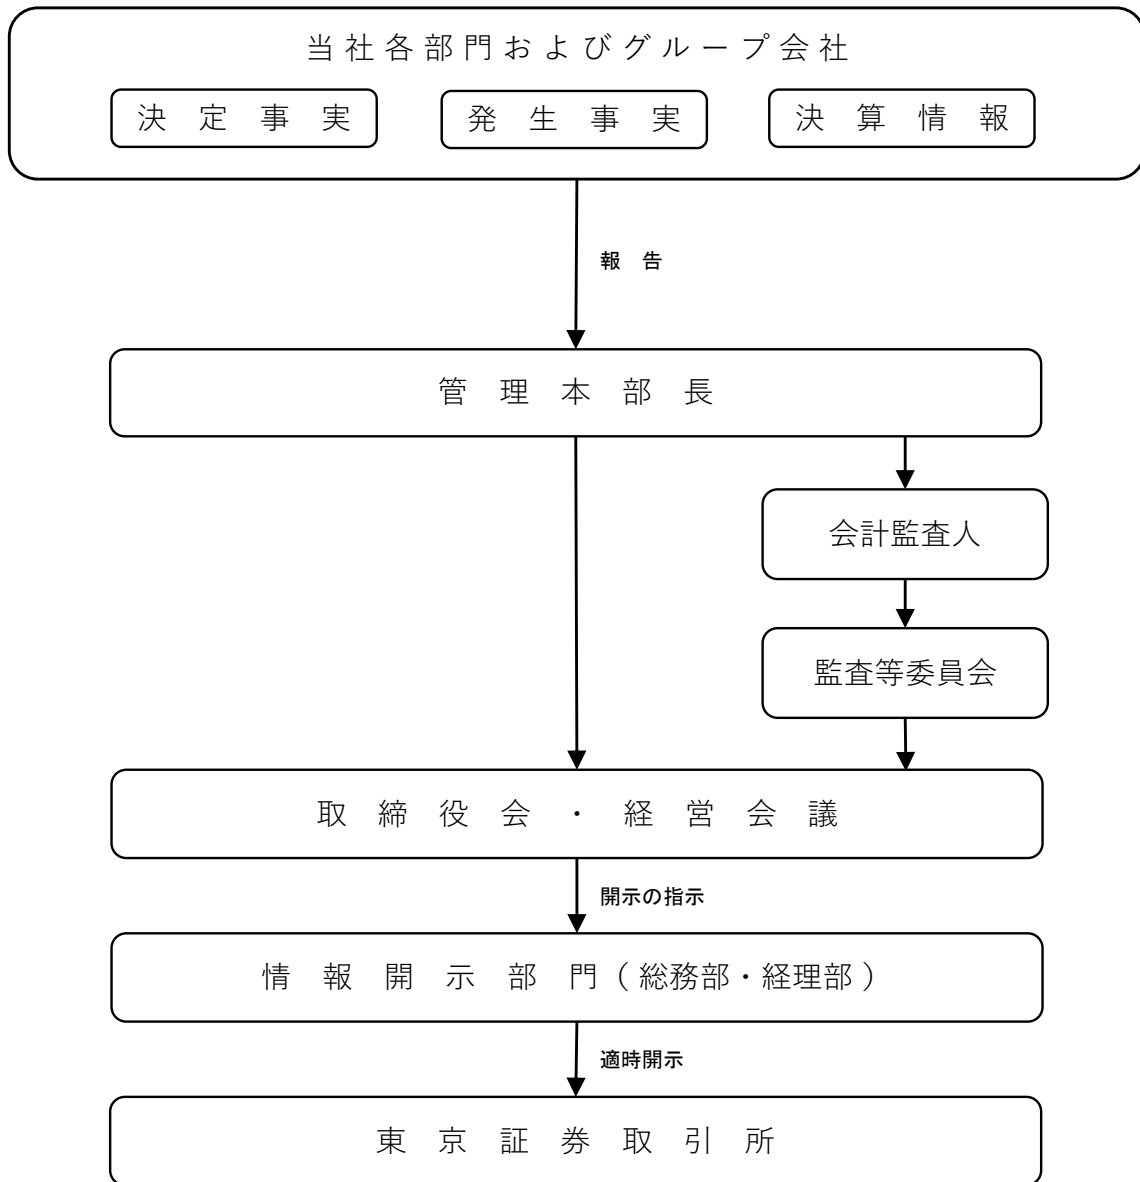 当社各部門およびグループ会社
決定事実 発生事実 決算情報
報告
管理本部長
会計監査人
監査等委員会
取締役会・経営会議
開示の指示
情報開示部門(総務部・経理部)
適時開示
東京証券取引所